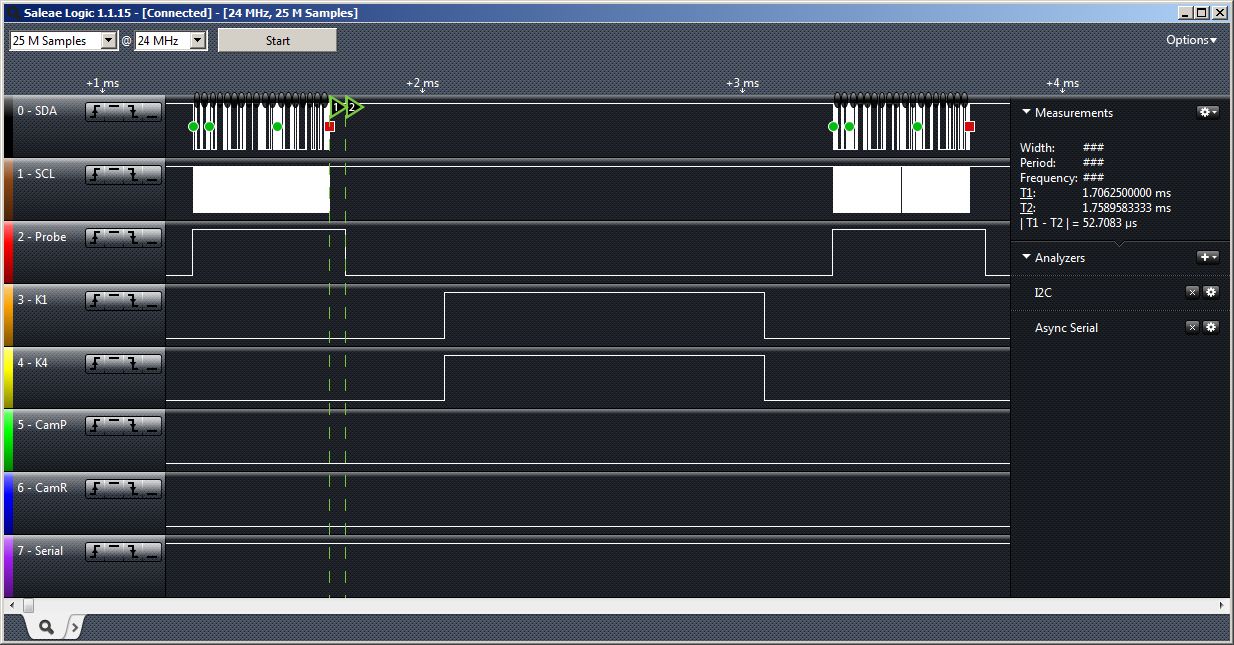 Saleae Logic 1.1.15 - [Connected] - [24 MHz, 25 M Samples]
25 M Samples @ 24 MHz Start Options
+1 ms +2 ms +3 ms +4 ms
0 - SDA
1 2
1 - SCL
2 - Probe
3 - K1
4 - K4
5 - CamP
6 - CamR
7 - Serial
Measurements
Width: ###
Period: ###
Frequency: ###
T1: 1.7062500000 ms
T2: 1.7589583333 ms
| T1 - T2 | = 52.7083 µs
Analyzers
I2C
Async Serial